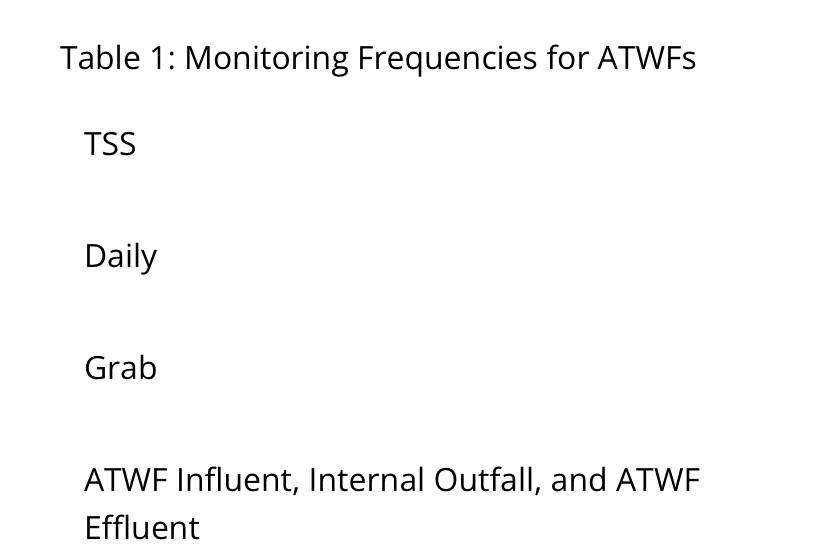 Table 1: Monitoring Frequencies for ATWFs
TSS
Daily
Grab
ATWF Influent, Internal Outfall, and ATWF
Effluent